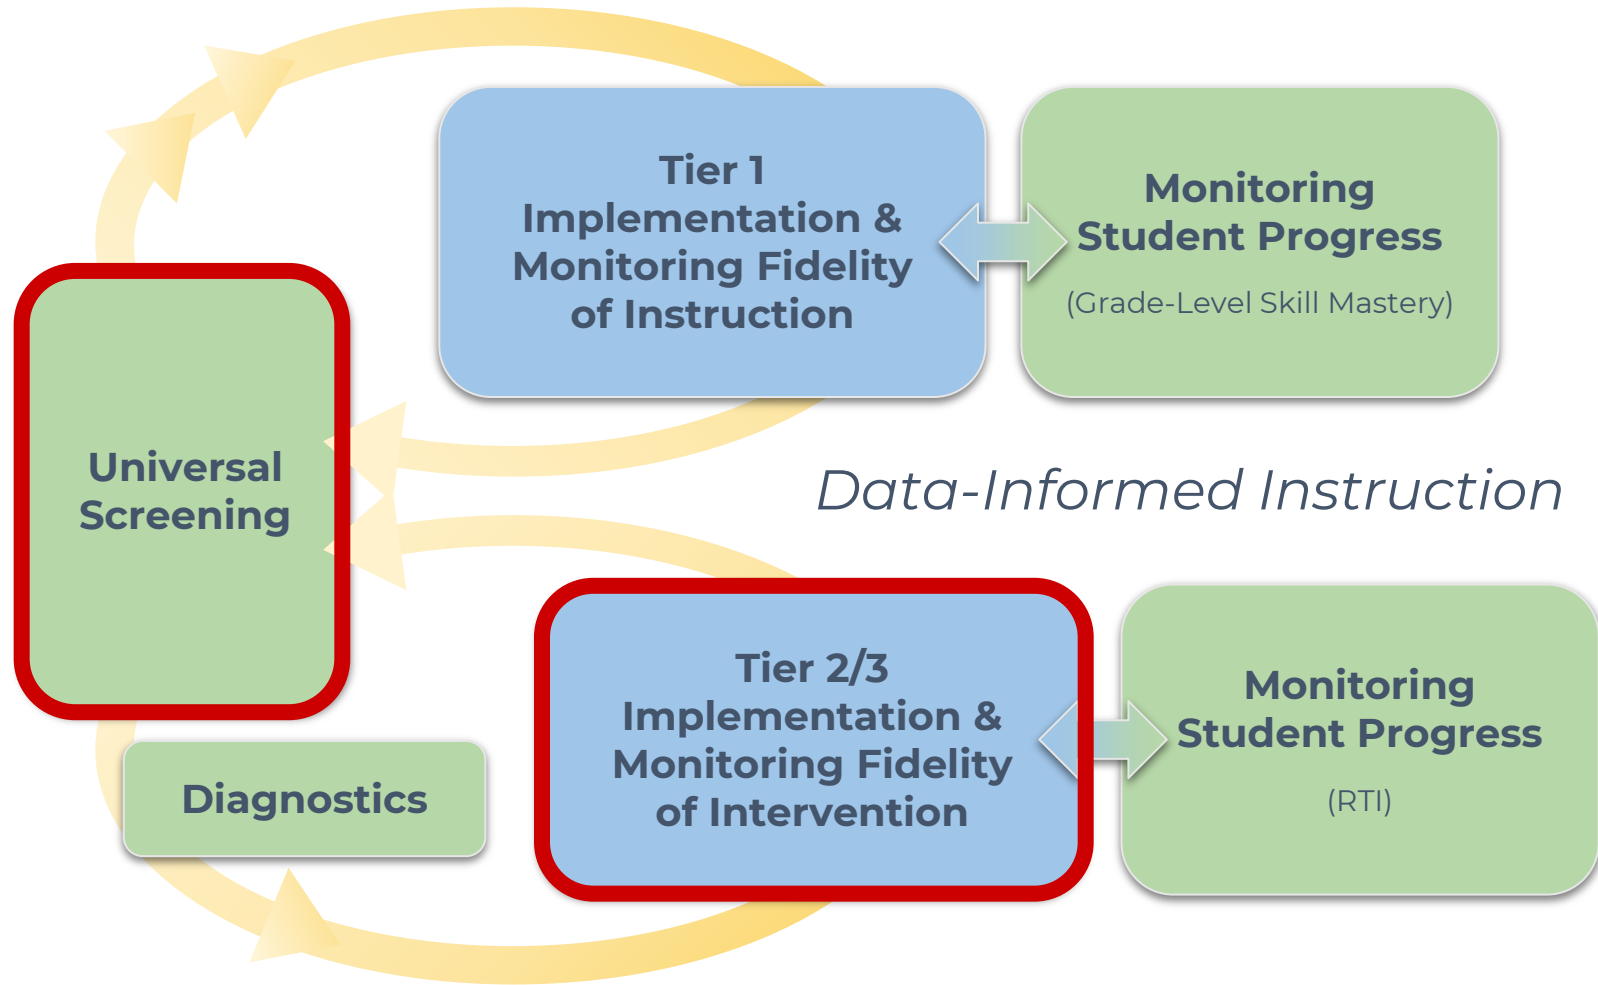 Tier 1
Implementation &
Monitoring Fidelity
of Instruction
Monitoring
Student Progress
(Grade-Level Skill Mastery)
Universal
Screening
Data-Informed Instruction
Tier 2/3
Implementation &
Monitoring Fidelity
of Intervention
Monitoring
Student Progress
(RTI)
Diagnostics